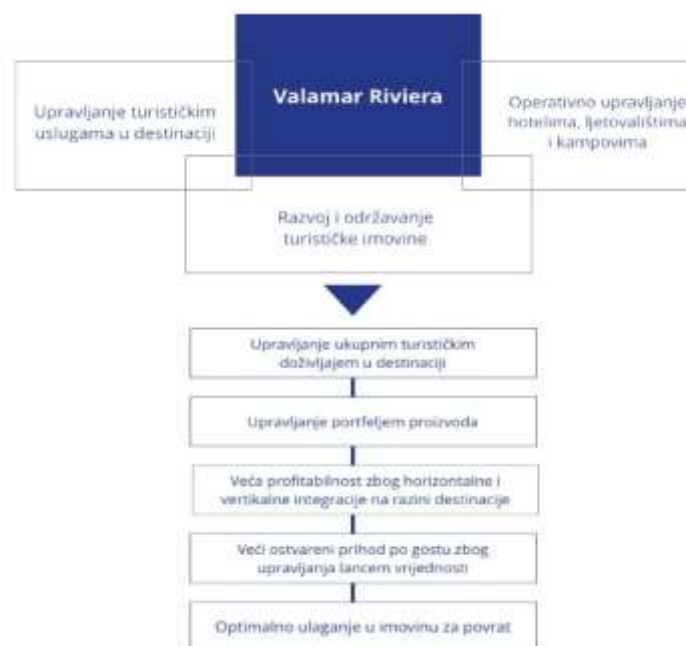 Valamar Riviera
Upravljanje turističkim
uslugama u destinaciji
Operativno upravljanje
hotelima, ljetovalištima
i kampovima
Razvoj i održavanje
turističke imovine
Upravljanje ukupnim turističkim
doživljajem u destinaciji
Upravljanje portfeljem proizvoda
Veća profitabilnost zbog horizontalne i
vertikalne integracije na razini destinacije
Veći ostvareni prihod po gostu zbog
upravljanja lancem vrijednosti
Optimalno ulaganje u imovinu za povrat